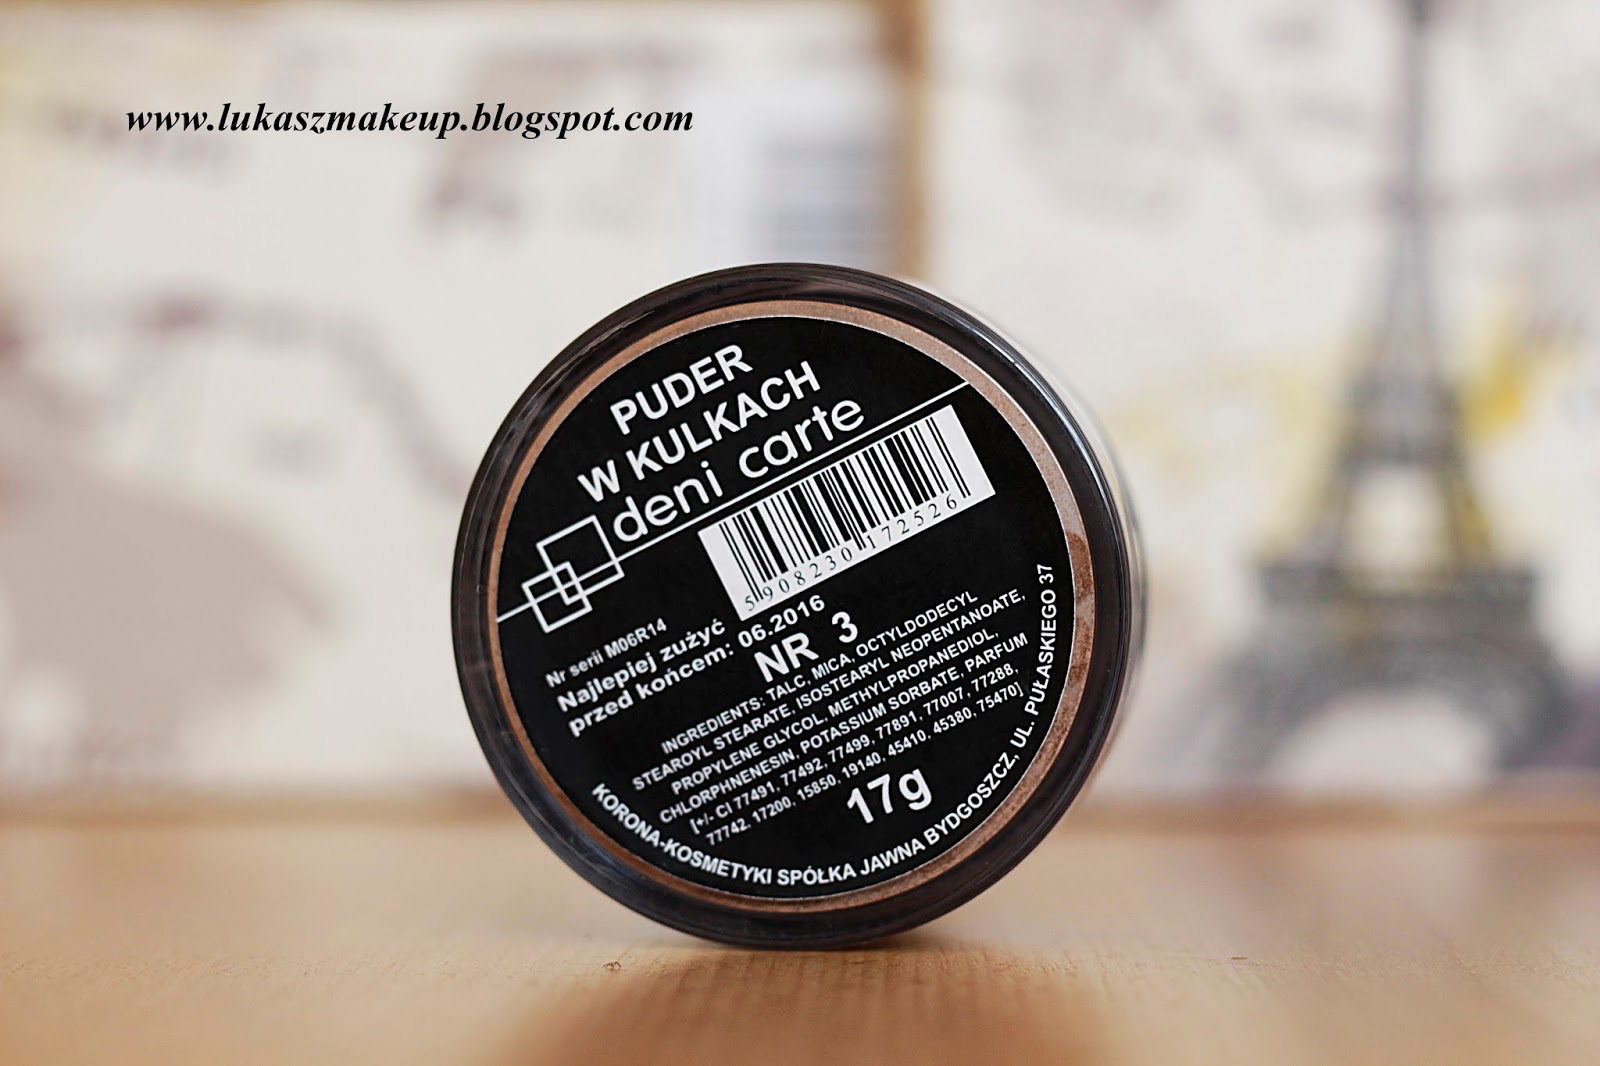 www.lukaszmakeup.blogspot.com
PUDER
W KULKACH
deni carte
5908230172526
Nr serii M06R14
Najlepiej zużyć
przed końcem: 06.2016
NR 3
INGREDIENTS: TALC, MICA, OCTYLDODECYL
STEAROYL STEARATE, ISOSTEARYL NEOPENTANOATE,
PROPYLENE GLYCOL, METHYLPROPANEDIOL,
CHLORPHNENESIN, POTASSIUM SORBATE, PARFUM
[+/- CI 77491, 77492, 77499, 77891, 77007, 77288,
77742, 17200, 15850, 19140, 45410, 45380, 75470]
17g
KORONA-KOSMETYKI SPÓŁKA JAWNA BYDGOSZCZ, UL. PUŁASKIEGO 37